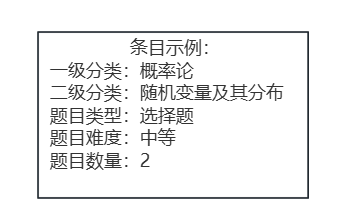 条目示例：
一级分类：概率论
二级分类：随机变量及其分布
题目类型：选择题
题目难度：中等
题目数量：2